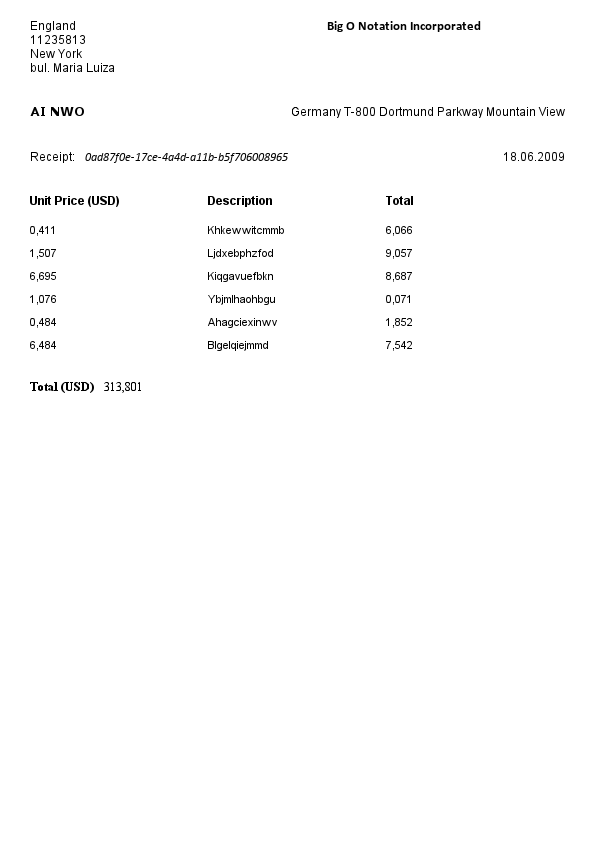 England
11235813
New York
bul. Maria Luiza
Big O Notation Incorporated
AI NWO
Germany T-800 Dortmund Parkway Mountain View
Receipt: 0ad87f0e-17ce-4a4d-a11b-b5f706008965
18.06.2009
Unit Price (USD) Description Total
0,411 Khkewwitcmmb 6,066
1,507 Ljdxebphzfod 9,057
6,695 Kiqgavuefbkn 8,687
1,076 Ybjmlhaohbgu 0,071
0,484 Ahagciexinwv 1,852
6,484 Blgelqiejmmd 7,542
Total (USD) 313,801